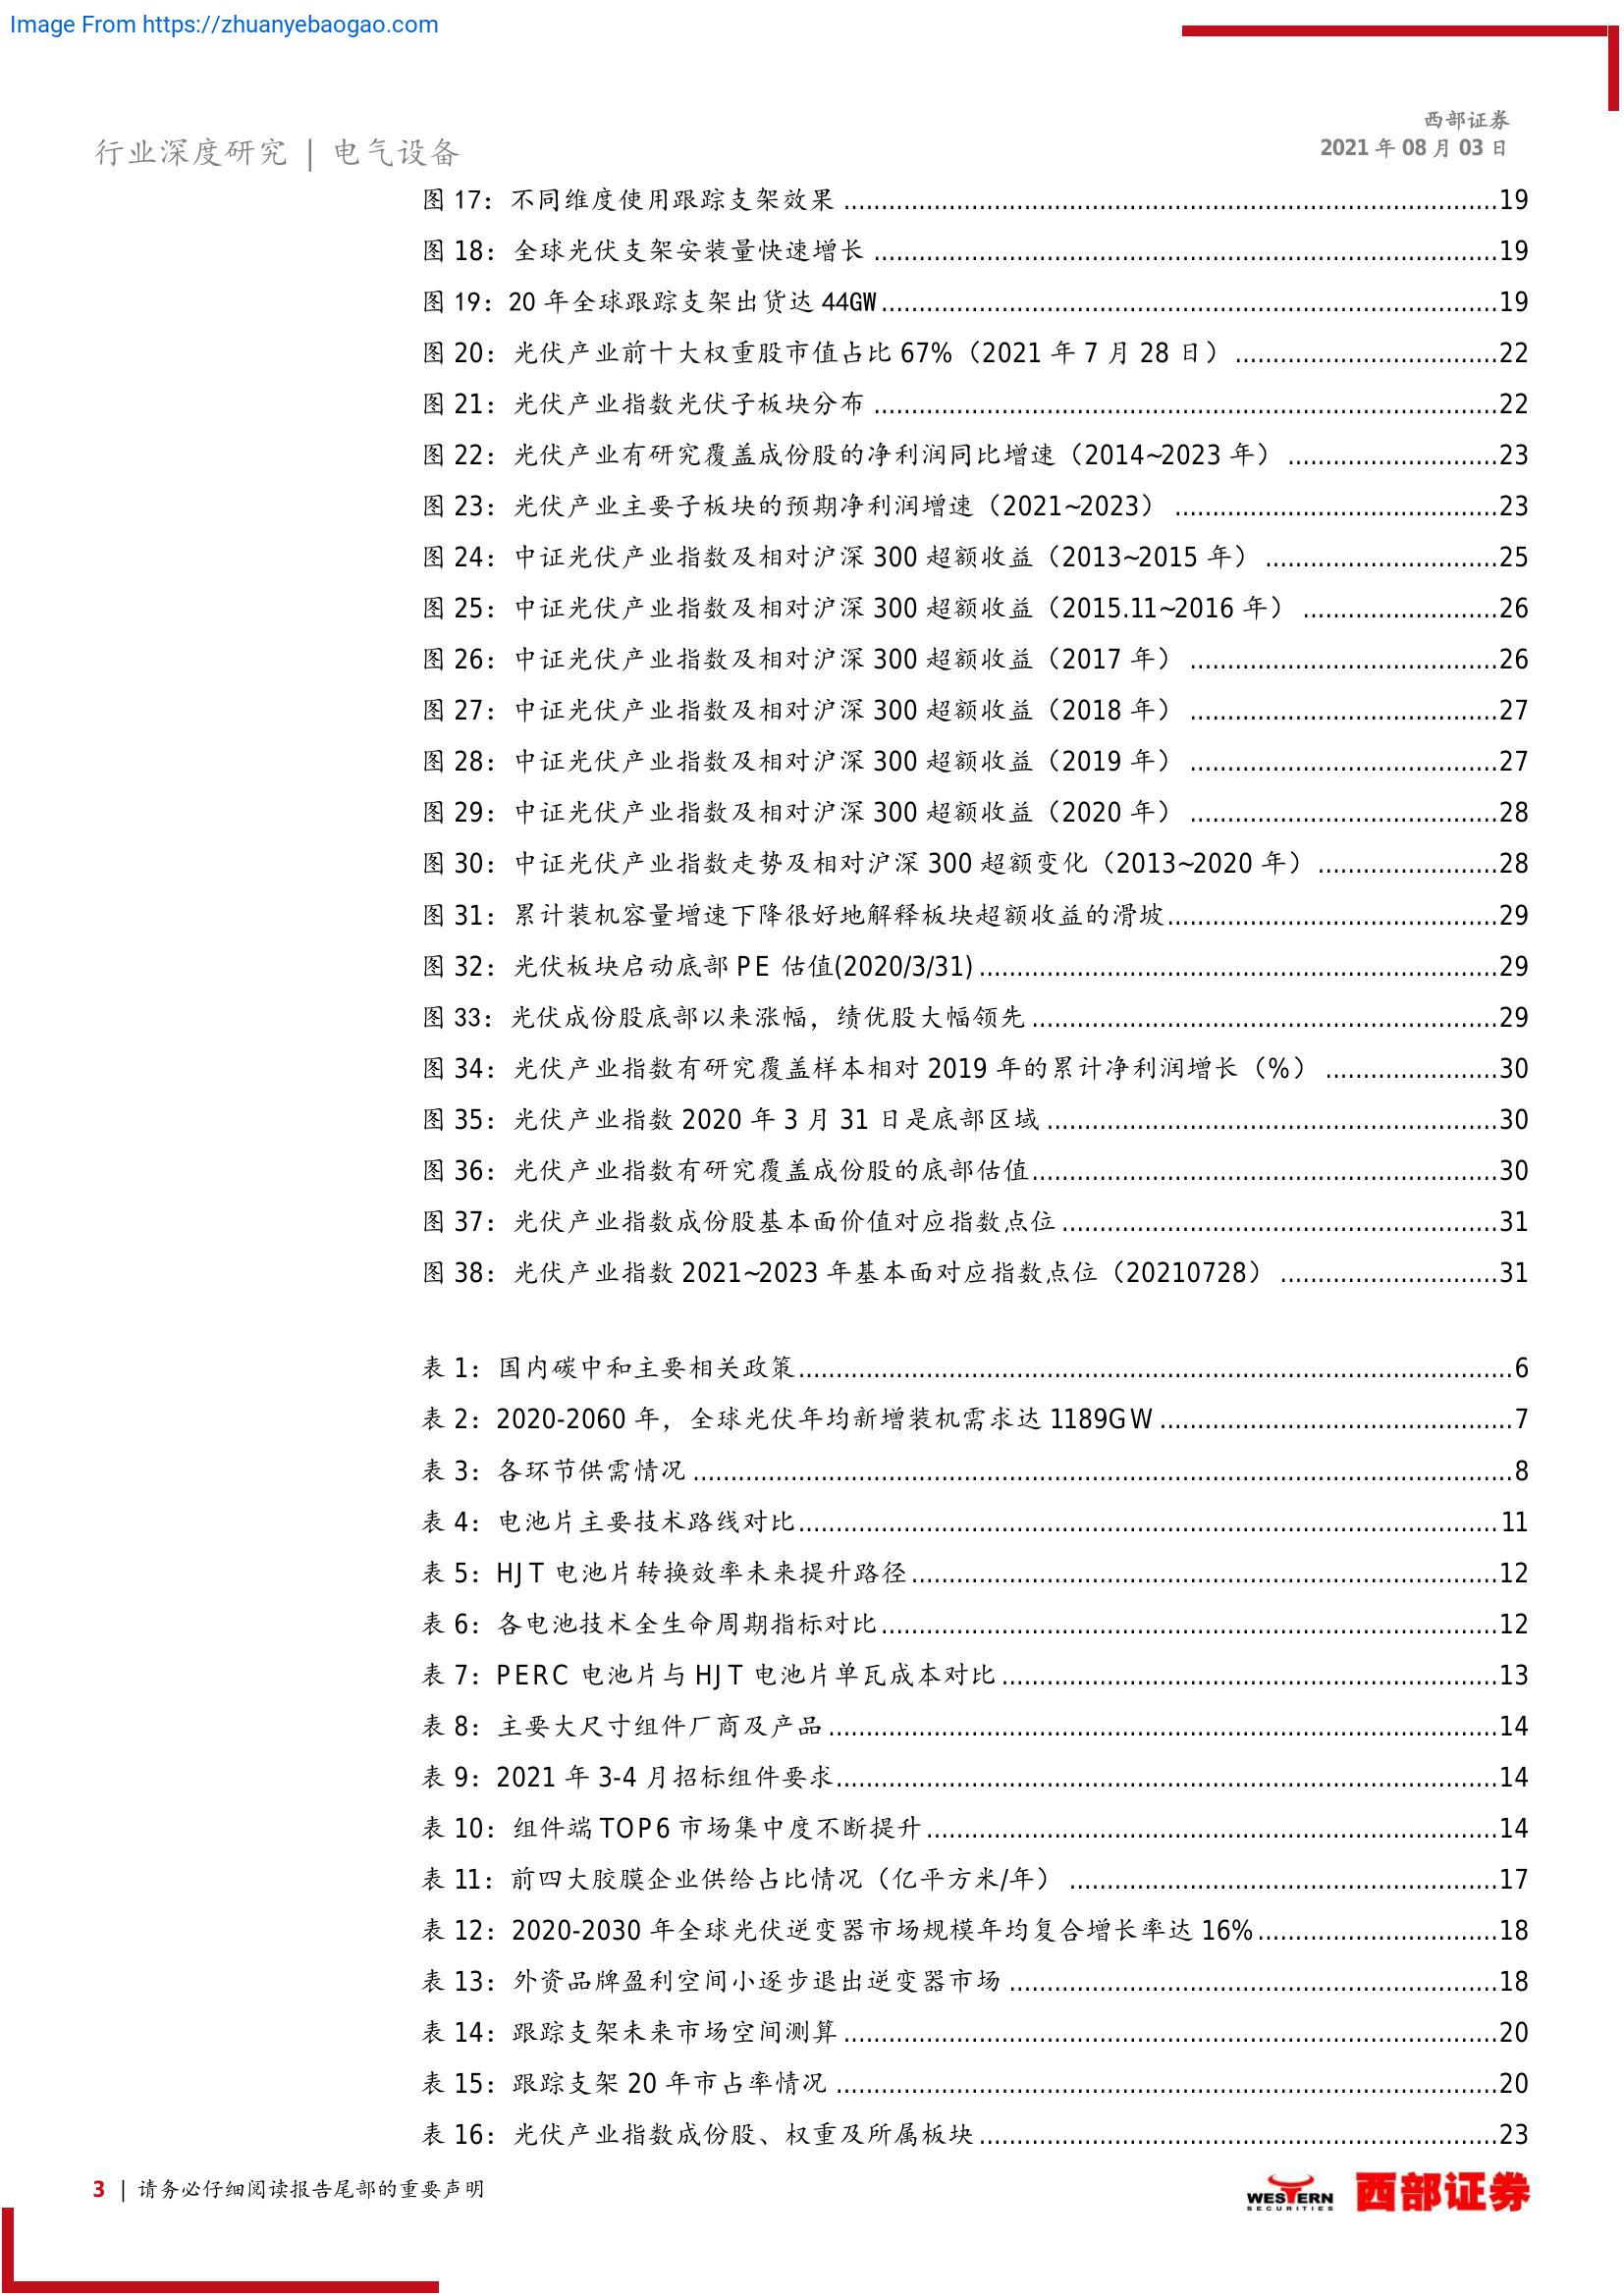 Image From https://zhuanyebaogao.com
西部证券
行业深度研究 | 电气设备
2021 年 08 月 03 日
图 17：不同维度使用跟踪支架效果 ........................................................................................19
图 18：全球光伏支架安装量快速增长 ....................................................................................19
图 19：20 年全球跟踪支架出货达 44GW...................................................................................19
图 20：光伏产业前十大权重股市值占比 67%（2021 年 7 月 28 日） ...................................22
图 21：光伏产业指数光伏子板块分布 ....................................................................................22
图 22：光伏产业有研究覆盖成份股的净利润同比增速（2014~2023 年） ............................23
图 23：光伏产业主要子板块的预期净利润增速（2021~2023） ...........................................23
图 24：中证光伏产业指数及相对沪深 300 超额收益（2013~2015 年） ...............................25
图 25：中证光伏产业指数及相对沪深 300 超额收益（2015.11~2016 年） ..........................26
图 26：中证光伏产业指数及相对沪深 300 超额收益（2017 年） .........................................26
图 27：中证光伏产业指数及相对沪深 300 超额收益（2018 年） .........................................27
图 28：中证光伏产业指数及相对沪深 300 超额收益（2019 年） .........................................27
图 29：中证光伏产业指数及相对沪深 300 超额收益（2020 年） .........................................28
图 30：中证光伏产业指数走势及相对沪深 300 超额变化（2013~2020 年）........................28
图 31：累计装机容量增速下降很好地解释板块超额收益的滑坡............................................29
图 32：光伏板块启动底部 PE 估值(2020/3/31)......................................................................29
图 33：光伏成份股底部以来涨幅，绩优股大幅领先 ...............................................................29
图 34：光伏产业指数有研究覆盖样本相对 2019 年的累计净利润增长（%） .......................30
图 35：光伏产业指数 2020 年 3 月 31 日是底部区域 .............................................................30
图 36：光伏产业指数有研究覆盖成份股的底部估值...............................................................30
图 37：光伏产业指数成份股基本面价值对应指数点位 ...........................................................31
图 38：光伏产业指数 2021~2023 年基本面对应指数点位（20210728） .............................31
表 1：国内碳中和主要相关政策................................................................................................6
表 2：2020-2060 年，全球光伏年均新增装机需求达 1189GW ...............................................7
表 3：各环节供需情况 ..............................................................................................................8
表 4：电池片主要技术路线对比..............................................................................................11
表 5：HJT 电池片转换效率未来提升路径...............................................................................12
表 6：各电池技术全生命周期指标对比...................................................................................12
表 7：PERC 电池片与 HJT 电池片单瓦成本对比...................................................................13
表 8：主要大尺寸组件厂商及产品 ..........................................................................................14
表 9：2021 年 3-4 月招标组件要求.........................................................................................14
表 10：组件端 TOP6 市场集中度不断提升.............................................................................14
表 11：前四大胶膜企业供给占比情况（亿平方米/年） .........................................................17
表 12：2020-2030 年全球光伏逆变器市场规模年均复合增长率达 16%................................18
表 13：外资品牌盈利空间小逐步退出逆变器市场 ..................................................................18
表 14：跟踪支架未来市场空间测算 ........................................................................................20
表 15：跟踪支架 20 年市占率情况 .........................................................................................20
表 16：光伏产业指数成份股、权重及所属板块......................................................................23
3 | 请务必仔细阅读报告尾部的重要声明
WESTERN
SECURITIES
西部证券